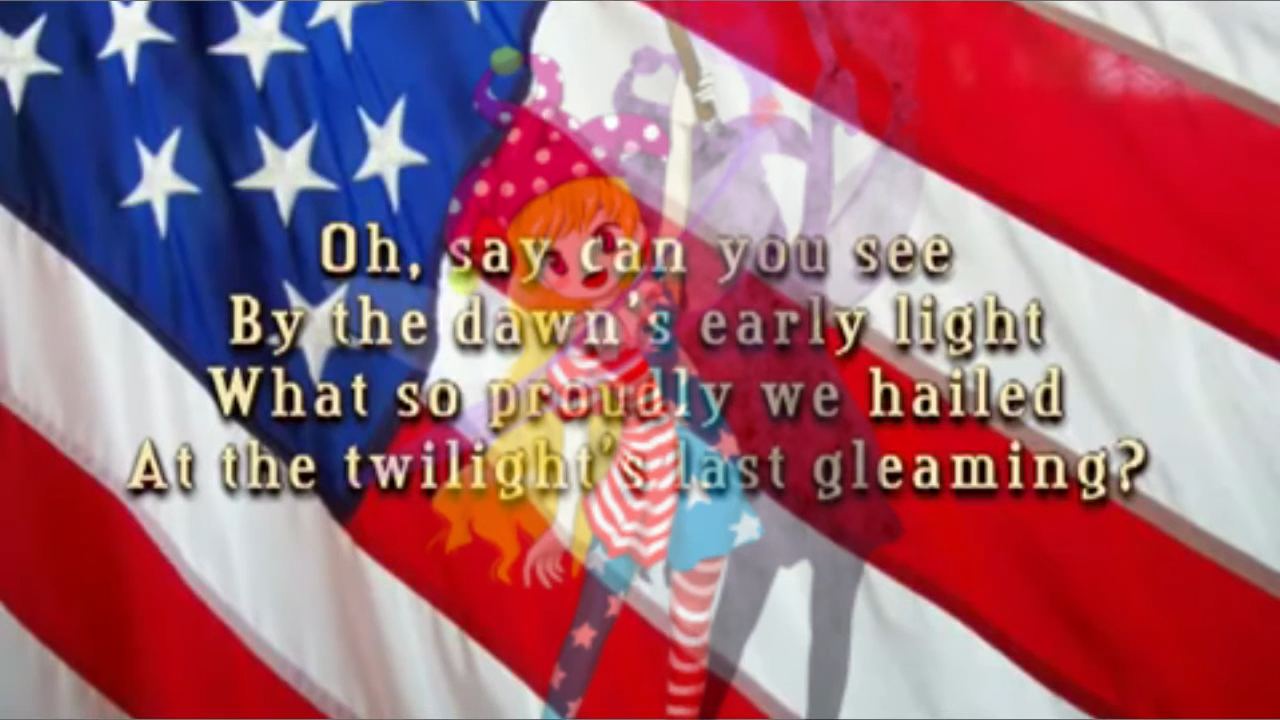 Oh, say can you see
By the dawn's early light
What so proudly we hailed
At the twilight's last gleaming?